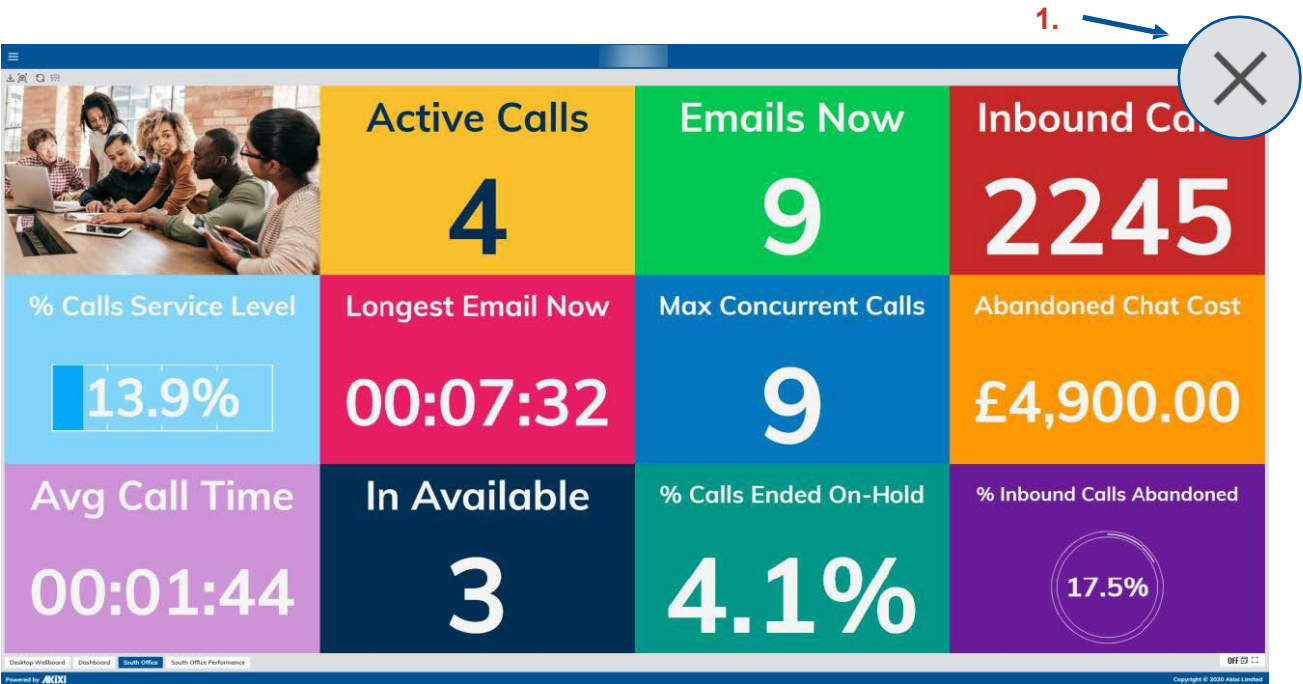 1.
Active Calls
Emails Now
Inbound Ca
4
9
2245
% Calls Service Level
Longest Email Now
Max Concurrent Calls
Abandoned Chat Cost
13.9%
00:07:32
9
£4,900.00
Avg Call Time
In Available
% Calls Ended On-Hold
% Inbound Calls Abandoned
00:01:44
3
4.1%
17.5%
Desktop Wallboard Dashboard South Office South Office Performance OFF
Powered by AKIXI Copyright © 2020 Akixi Limited